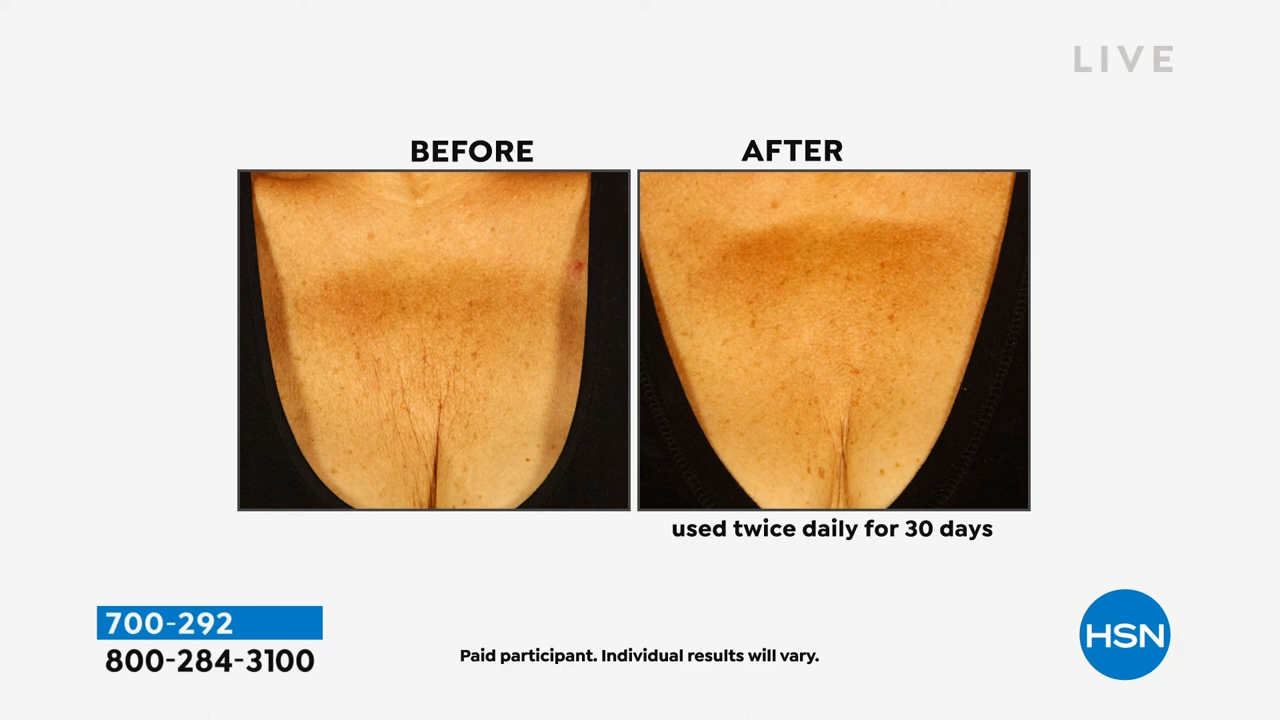 LIVE
BEFORE
AFTER
used twice daily for 30 days
700-292
800-284-3100
Paid participant. Individual results will vary.
HSN